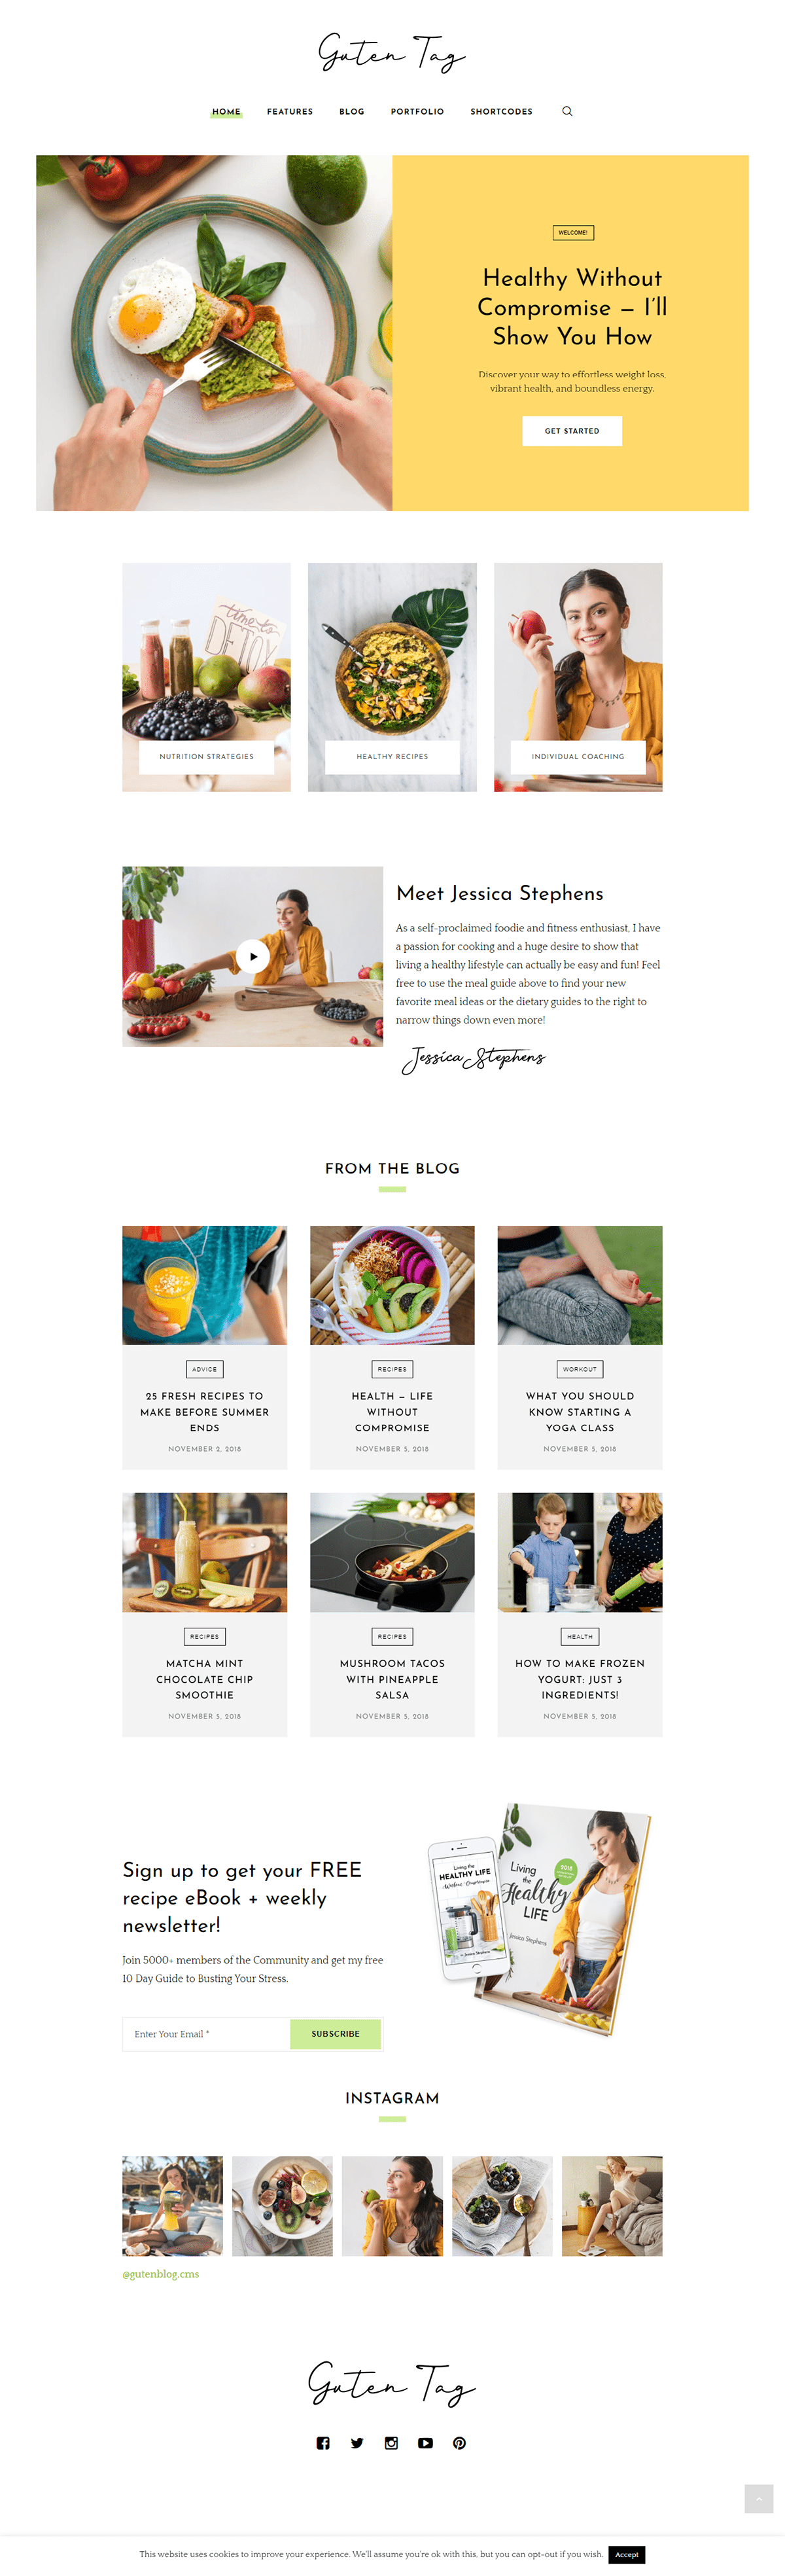 Guten Tag
HOME FEATURES BLOG PORTFOLIO SHORTCODES
WELCOME!
Healthy Without
Compromise – I'll
Show You How
Discover your way to effortless weight loss,
vibrant health, and boundless energy.
GET STARTED
time to
DETOX
NUTRITION STRATEGIES
HEALTHY RECIPES
INDIVIDUAL COACHING
Meet Jessica Stephens
As a self-proclaimed foodie and fitness enthusiast, I have
a passion for cooking and a huge desire to show that
living a healthy lifestyle can actually be easy and fun! Feel
free to use the meal guide above to find your new
favorite meal ideas or the dietary guides to the right to
narrow things down even more!
Jessica Stephens
FROM THE BLOG
ADVICE
25 FRESH RECIPES TO
MAKE BEFORE SUMMER
ENDS
NOVEMBER 2, 2018
RECIPES
HEALTH – LIFE
WITHOUT
COMPROMISE
NOVEMBER 5, 2018
WORKOUT
WHAT YOU SHOULD
KNOW STARTING A
YOGA CLASS
NOVEMBER 5, 2018
RECIPES
MATCHA MINT
CHOCOLATE CHIP
SMOOTHIE
NOVEMBER 5, 2018
RECIPES
MUSHROOM TACOS
WITH PINEAPPLE
SALSA
NOVEMBER 5, 2018
HEALTH
HOW TO MAKE FROZEN
YOGURT: JUST 3
INGREDIENTS!
NOVEMBER 5, 2018
Sign up to get your FREE
recipe eBook + weekly
newsletter!
Join 5000+ members of the Community and get my free
10 Day Guide to Busting Your Stress.
Enter Your Email *
SUBSCRIBE
Living the
HEALTHY LIFE
Without Compromise
Jessica Stephens
2018
Living
the
Healthy
LIFE
Jessica Stephens
INSTAGRAM
@gutenblog.cms
Guten Tag
This website uses cookies to improve your experience. We'll assume you're ok with this, but you can opt-out if you wish. Accept